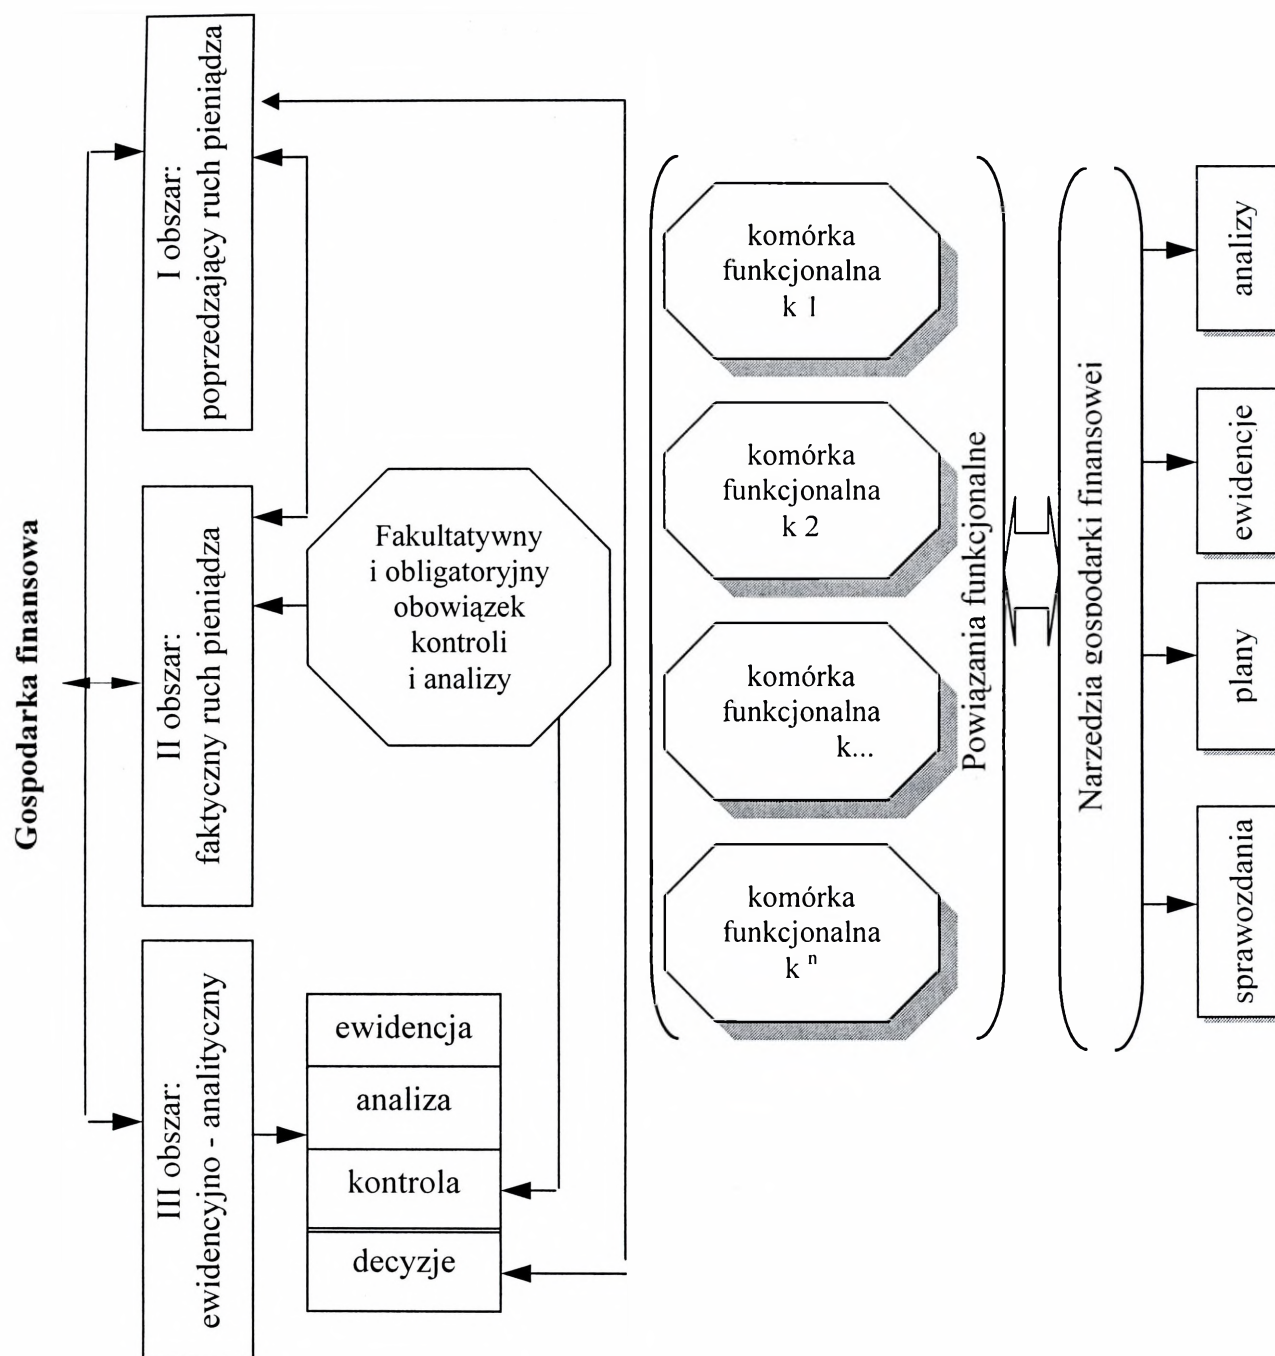 Gospodarka finansowa
I obszar:
poprzedzający ruch pieniądza
II obszar:
faktyczny ruch pieniądza
III obszar:
ewidencyjno - analityczny
Fakultatywny
i obligatoryjny
obowiązek
kontroli
i analizy
ewidencja
analiza
kontrola
decyzje
komórka
funkcjonalna
k 1
komórka
funkcjonalna
k 2
komórka
funkcjonalna
k...
komórka
funkcjonalna
k n
Powiązania funkcjonalne
Narzedzia gospodarki finansowej
analizy
ewidencje
plany
sprawozdania